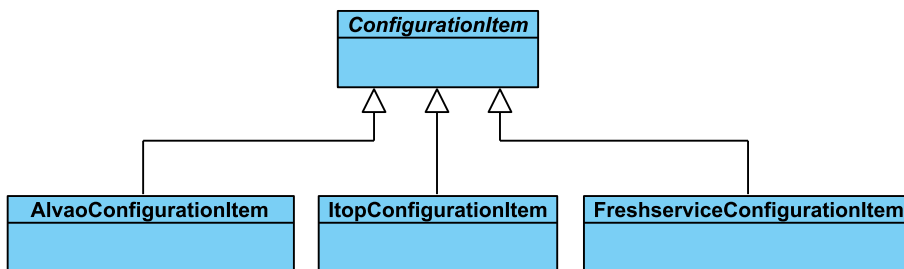 ConfigurationItem
AlvaoConfigurationItem
ItopConfigurationItem
FreshserviceConfigurationItem